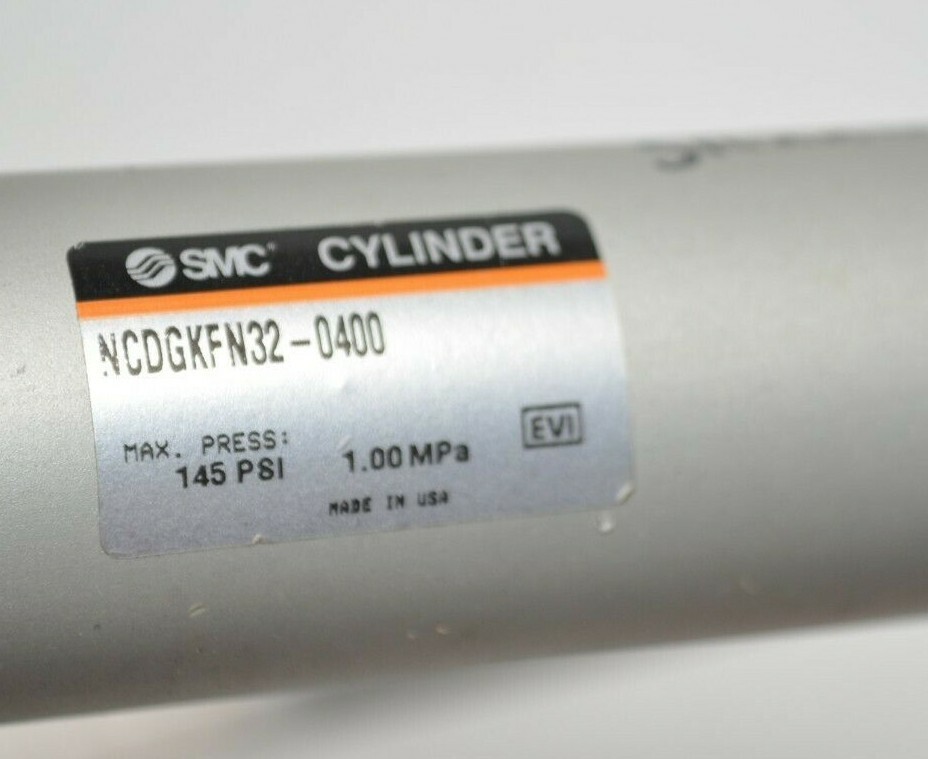 SMC CYLINDER
NCDGKFN32-0400
MAX. PRESS:
145 PSI 1.00 MPa
EVI
MADE IN USA